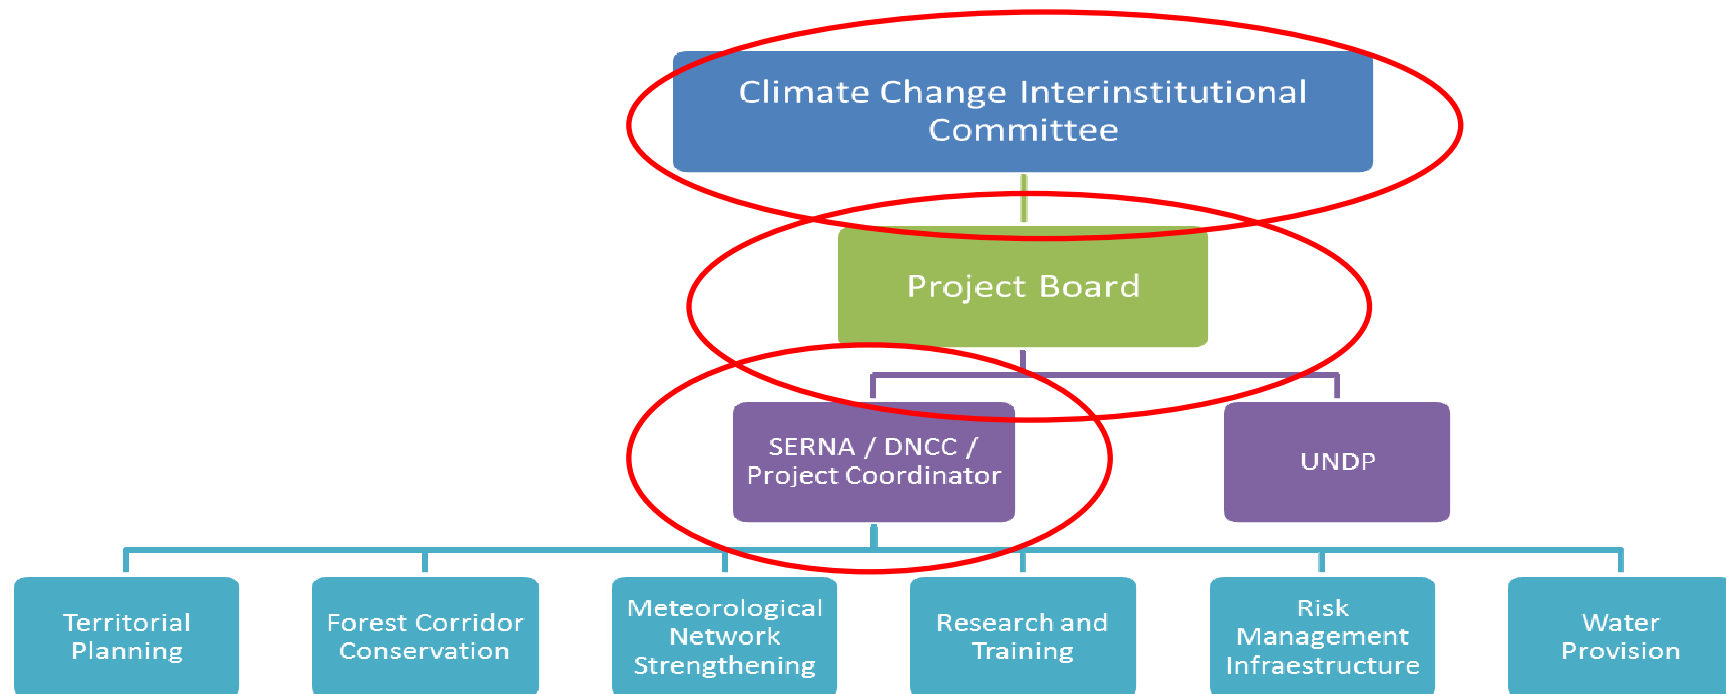 Climate Change Interinstitutional
Committee
Project Board
SERNA / DNCC /
Project Coordinator
UNDP
Territorial
Planning
Forest Corridor
Conservation
Meteorological
Network
Strengthening
Research and
Training
Risk
Management
Infraestructure
Water
Provision